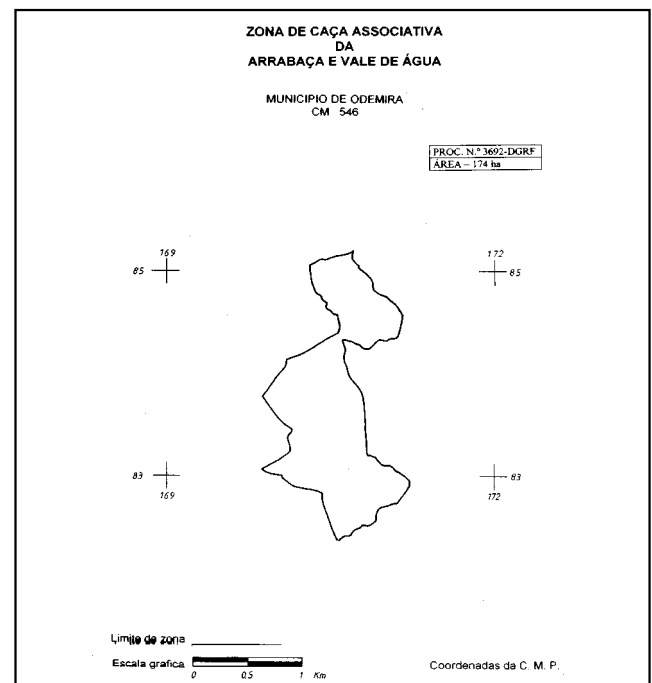 ZONA DE CAÇA ASSOCIATIVA
DA
ARRABAÇA E VALE DE ÁGUA
MUNICIPIO DE ODEMIRA
CM 546
PROC. N.º 3692-DGRF
ÁREA – 174 ha
169
172
85
85
83
83
169
172
Limite de zona
Escala grafica
0 0.5 1 Km
Coordenadas da C. M. P.